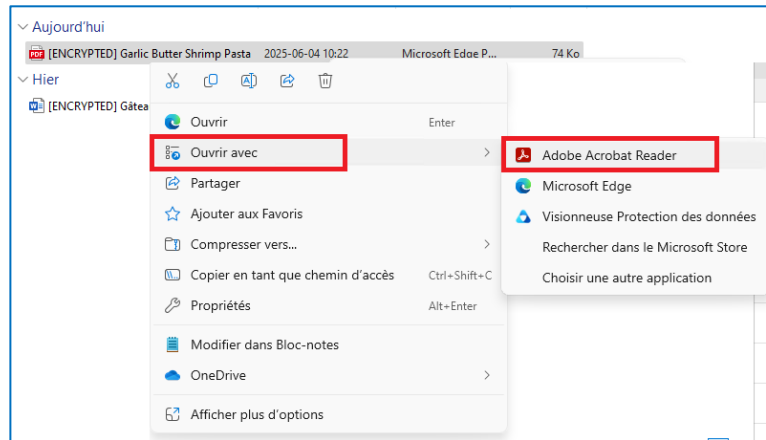 Aujourd'hui
PDF [ENCRYPTED] Garlic Butter Shrimp Pasta 2025-06-04 10:22 Microsoft Edge P... 74 Ko
Hier
[ENCRYPTED] Gâtea
Ouvrir Enter
Ouvrir avec
Partager
Ajouter aux Favoris
Compresser vers...
Copier en tant que chemin d'accès Ctrl+Shift+C
Propriétés Alt+Enter
Modifier dans Bloc-notes
OneDrive
Afficher plus d'options
Adobe Acrobat Reader
Microsoft Edge
Visionneuse Protection des données
Rechercher dans le Microsoft Store
Choisir une autre application